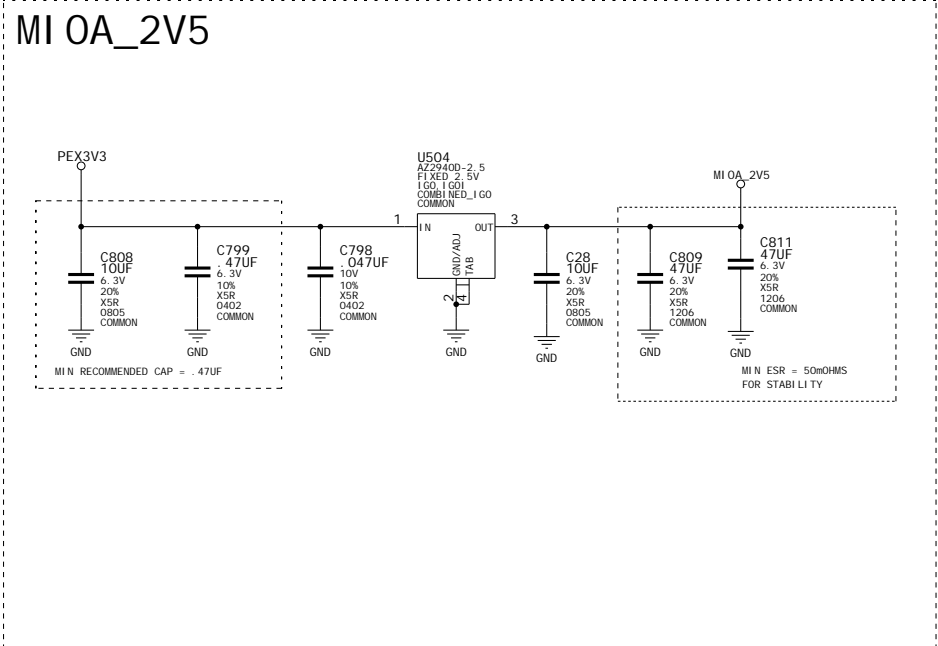 MIOA_2V5
PEX3V3
U504
AZ2940D-2.5
FIXED 2.5V
IGO,IGOI
COMBINED_IGO
COMMON
MIOA_2V5
1
IN
OUT
3
GND/ADJ
TAB
2
4
GND
C808
10UF
6.3V
20%
X5R
0805
COMMON
GND
C799
.47UF
6.3V
10%
X5R
0402
COMMON
GND
MIN RECOMMENDED CAP = .47UF
C798
.047UF
10V
10%
X5R
0402
COMMON
GND
C28
10UF
6.3V
20%
X5R
0805
COMMON
GND
C809
47UF
6.3V
20%
X5R
1206
COMMON
GND
C811
47UF
6.3V
20%
X5R
1206
COMMON
GND
MIN ESR = 50mOHMS
FOR STABILITY